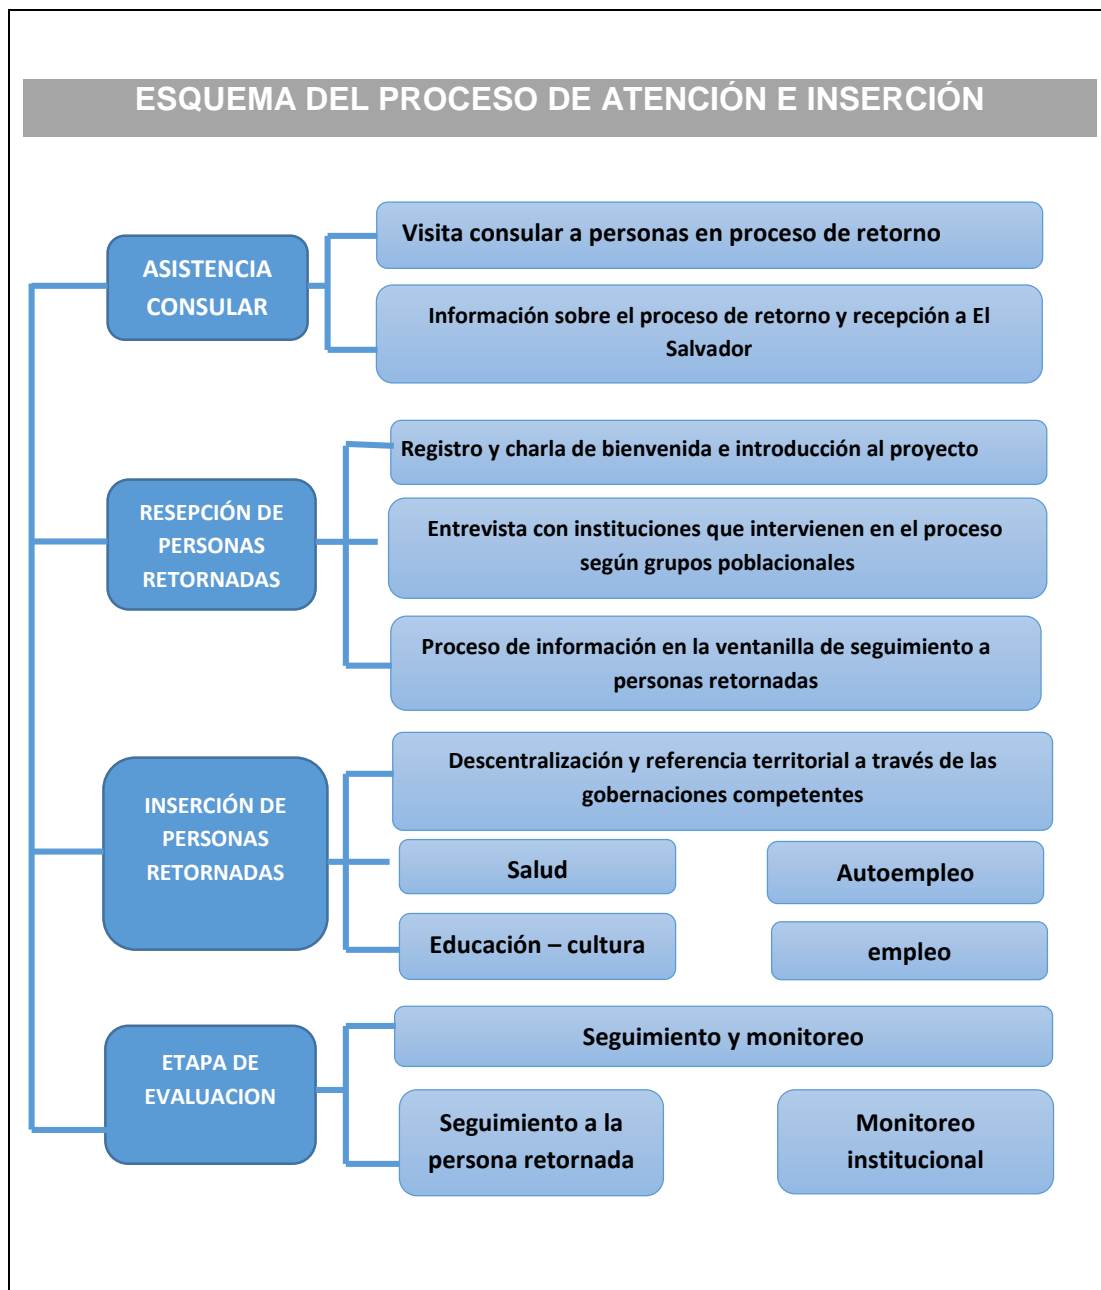 ESQUEMA DEL PROCESO DE ATENCIÓN E INSERCIÓN
ASISTENCIA
CONSULAR
Visita consular a personas en proceso de retorno
Información sobre el proceso de retorno y recepción a El
Salvador
RESEPCIÓN DE
PERSONAS
RETORNADAS
Registro y charla de bienvenida e introducción al proyecto
Entrevista con instituciones que intervienen en el proceso
según grupos poblacionales
Proceso de información en la ventanilla de seguimiento a
personas retornadas
INSERCIÓN DE
PERSONAS
RETORNADAS
Descentralización y referencia territorial a través de las
gobernaciones competentes
Salud
Autoempleo
Educación – cultura
empleo
ETAPA DE
EVALUACION
Seguimiento y monitoreo
Seguimiento a la
persona retornada
Monitoreo
institucional